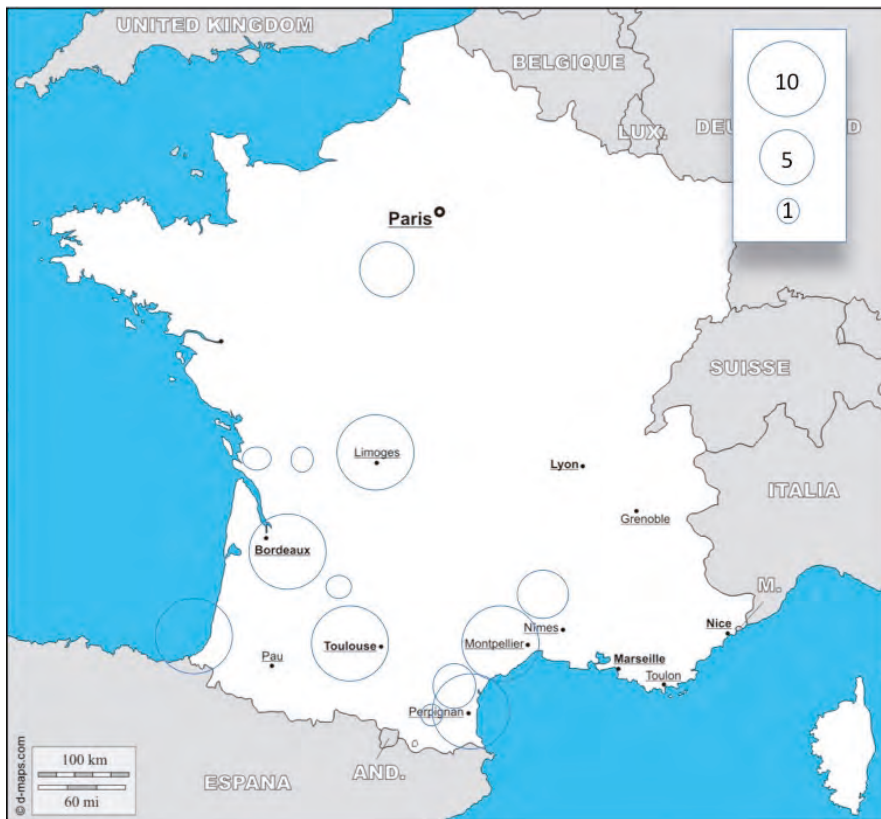 UNITED KINGDOM
BELGIQUE
LUX.
DEU
D
10
5
1
Paris
SUISSE
Limoges
Lyon
ITALIA
Grenoble
Bordeaux
M.
Nice
Nîmes
Toulouse
Montpellier
Pau
Marseille
Toulon
Perpignan
100 km
60 mi
ESPANA
AND.
© d-maps.com